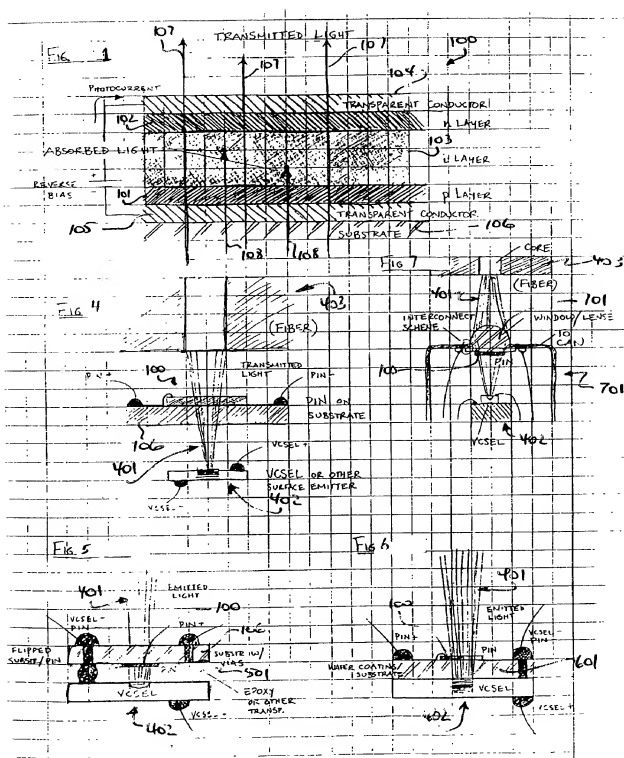 FIG 1
107
TRANSMITTED LIGHT
107
107
100
104
PHOTOCURRENT
TRANSPARENT CONDUCTOR
102
n LAYER
ABSORBED LIGHT
103
i LAYER
REVERSE
BIAS
101
P LAYER
TRANSPARENT CONDUCTOR
105
SUBSTRATE
106
108
108
FIG 4
403
(FIBER)
TRANSMITTED
LIGHT
100
PIN+
PIN-
PIN ON
SUBSTRATE
106
401
VCSEL+
VCSEL OR OTHER
SURFACE EMITTER
402
VCSEL-
FIG 7
CORE
403
401
(FIBER)
701
INTERCONNECT
SCHEME
WINDOW/LENSE
TO
CAN
100
PIN
701
VCSEL
402
FIG 5
401
EMITTED
LIGHT
100
VCSEL-
PIN-
PIN+
106
FLIPPED
SUBSTR/PIN
SUBSTR W/
VIAS
PIN
501
VCSEL
EPOXY
OR OTHER
TRANSP.
402
VCSEL-
FIG 6
401
100
EMITTED
LIGHT
VCSEL-
PIN-
PIN+
PIN
WAFER COATING/
SUBSTRATE
601
VCSEL
402
VCSEL+